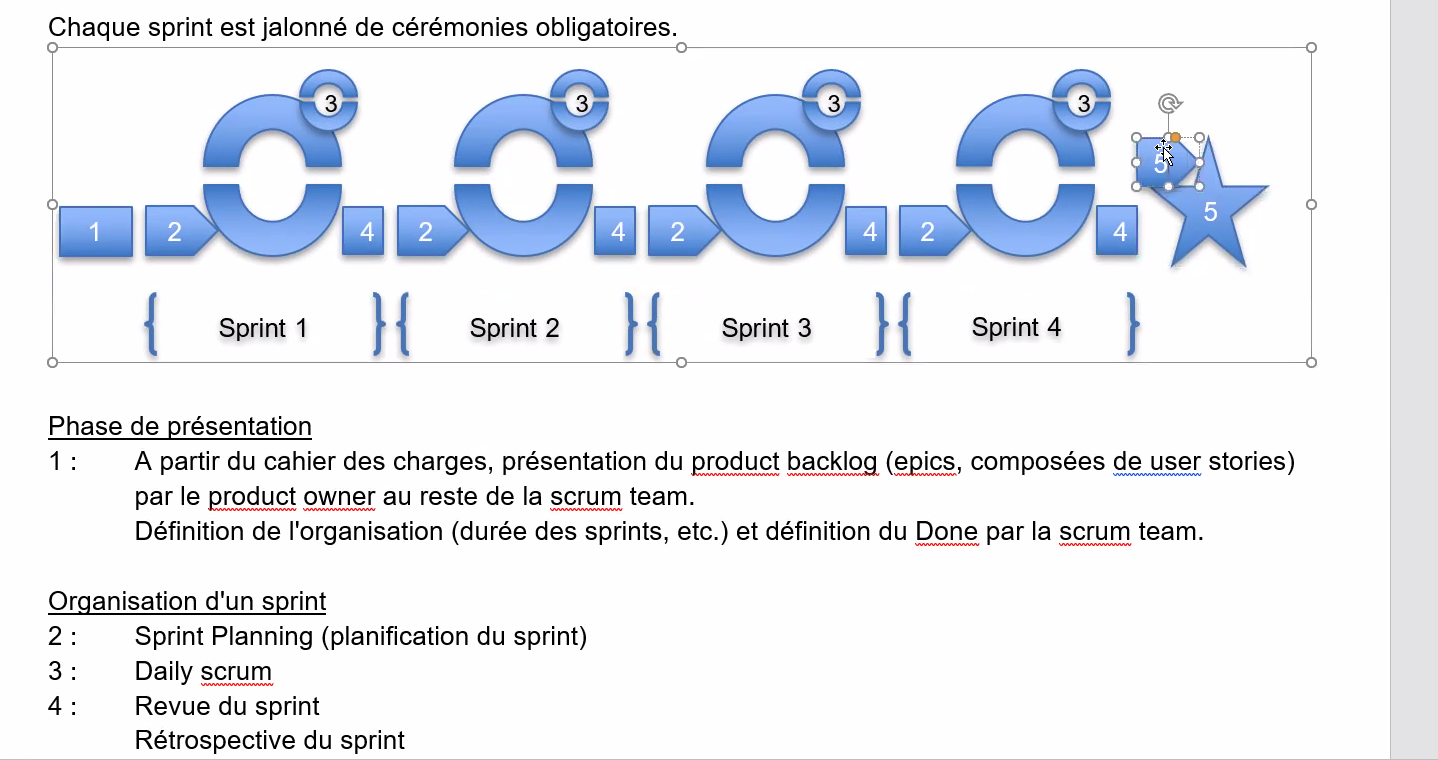 Chaque sprint est jalonné de cérémonies obligatoires.
3 3 3 3
5
5
1 2 4 2 4 2 4 2 4
Sprint 1 Sprint 2 Sprint 3 Sprint 4
Phase de présentation
1 : A partir du cahier des charges, présentation du product backlog (epics, composées de user stories)
par le product owner au reste de la scrum team.
Définition de l'organisation (durée des sprints, etc.) et définition du Done par la scrum team.
Organisation d'un sprint
2 : Sprint Planning (planification du sprint)
3 : Daily scrum
4 : Revue du sprint
Rétrospective du sprint